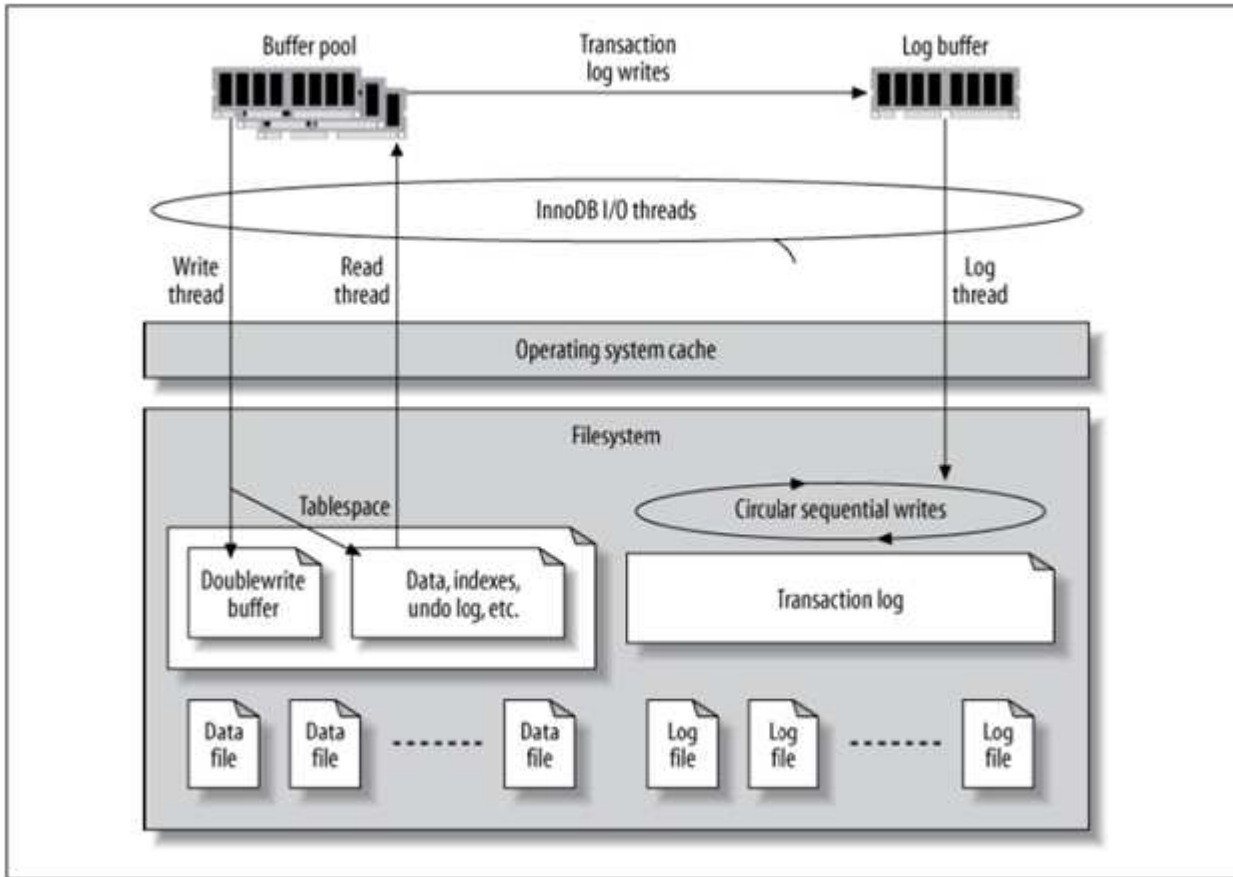 Buffer pool
Transaction
log writes
Log buffer
InnoDB I/O threads
Write
thread
Read
thread
Log
thread
Operating system cache
Filesystem
Tablespace
Circular sequential writes
Doublewrite
buffer
Data, indexes,
undo log, etc.
Transaction log
Data
file
Data
file
Data
file
Log
file
Log
file
Log
file